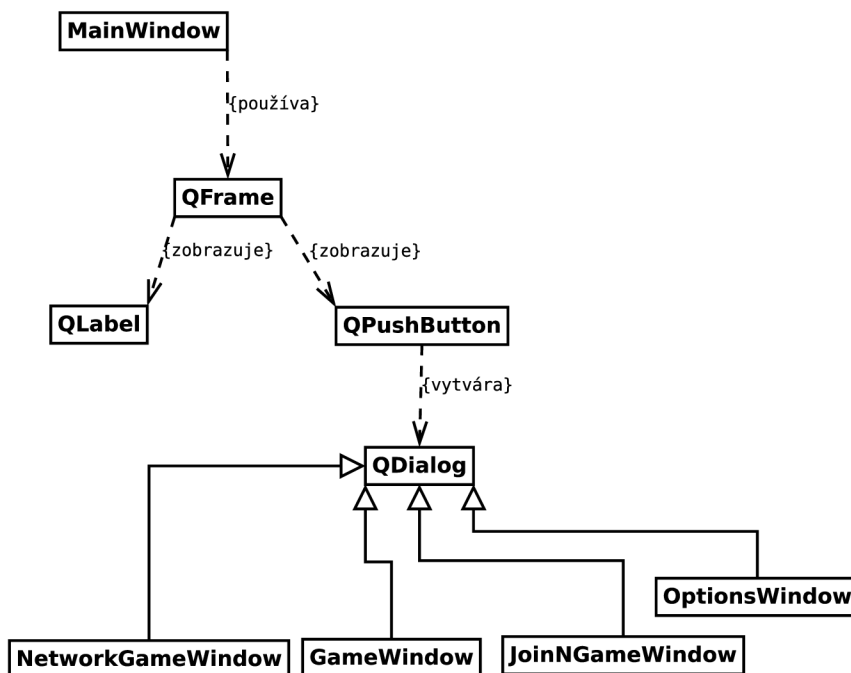 MainWindow
{používa}
QFrame
{zobrazuje}
{zobrazuje}
QLabel
QPushButton
{vytvára}
QDialog
OptionsWindow
NetworkGameWindow
GameWindow
JoinNGameWindow